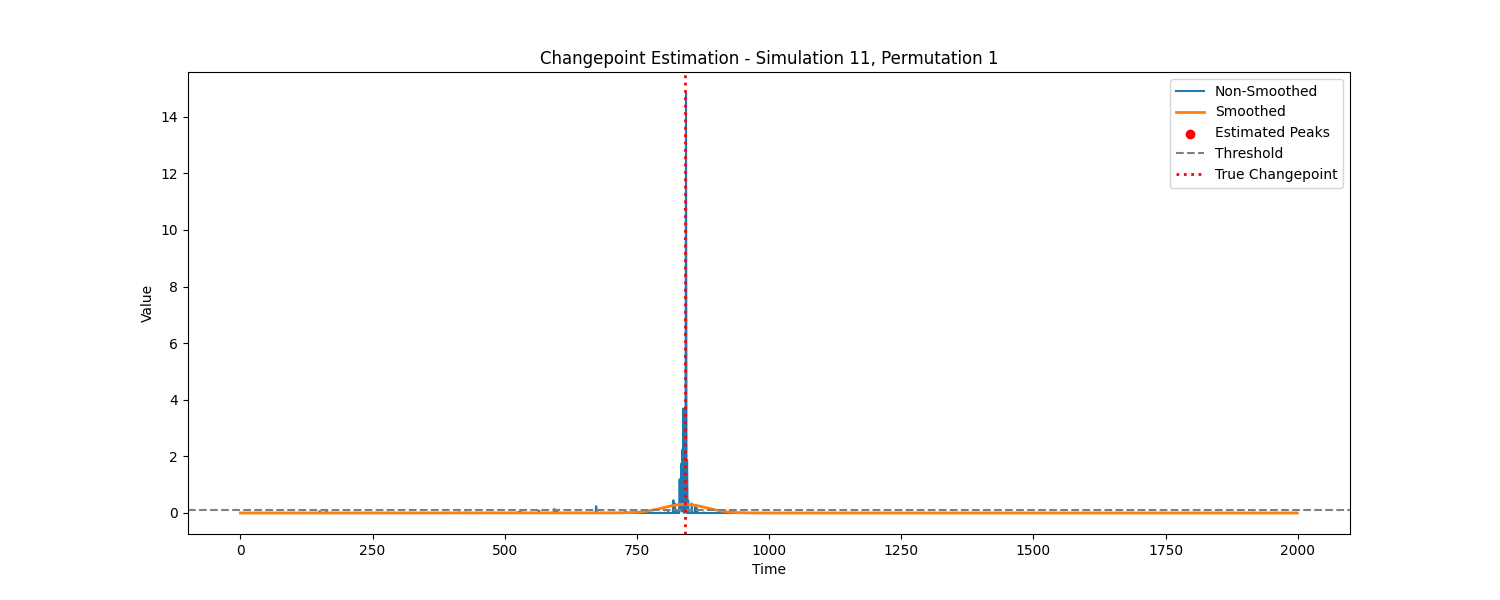 Changepoint Estimation - Simulation 11, Permutation 1
Non-Smoothed
Smoothed
Estimated Peaks
Threshold
True Changepoint
Value
14
12
10
8
6
4
2
0
0 250 500 750 1000 1250 1500 1750 2000
Time